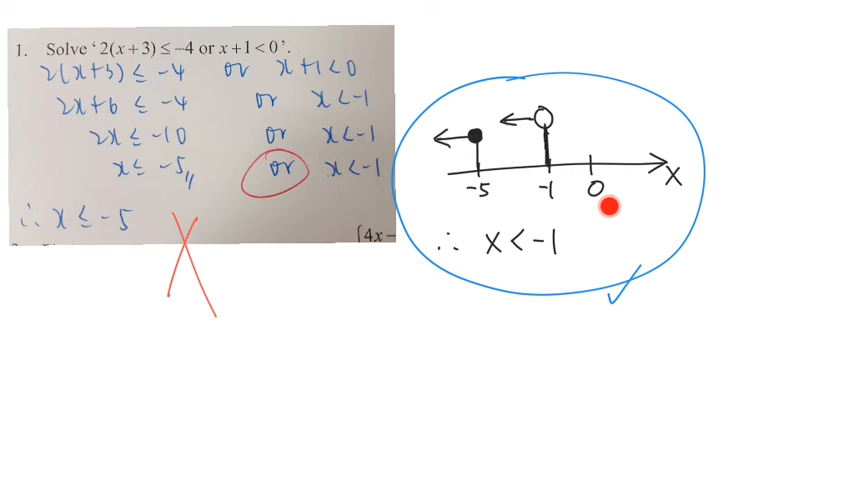 1. Solve ‘2(x+3) ≤ −4 or x+1 < 0’.
2(x+3) ≤ -4 or x+1<0
2x+6 ≤ -4 or x<-1
2x ≤ -10 or x<-1
x ≤ -5 or x<-1
∴ x ≤ -5
{4x −
-5 -1 0 x
∴ x < -1